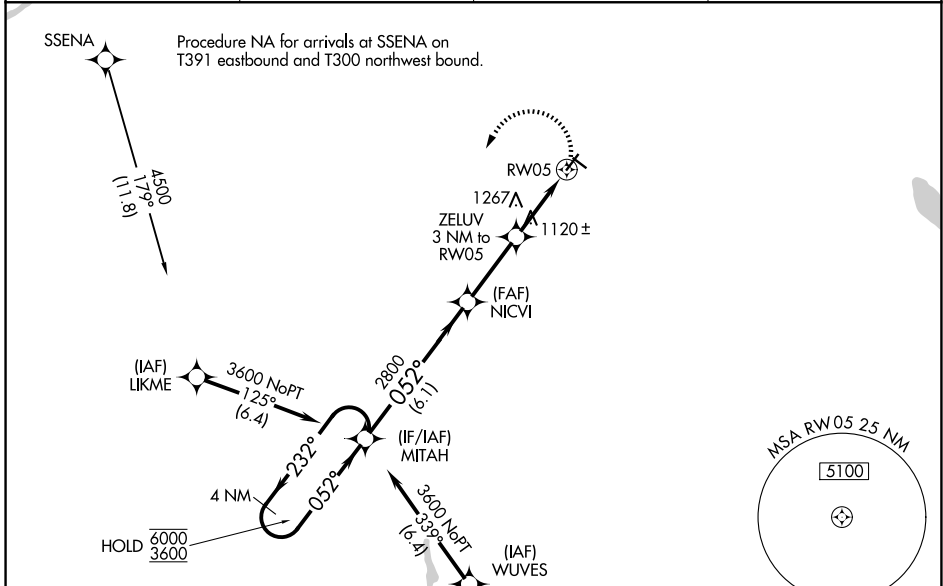 SSENA
Procedure NA for arrivals at SSENA on
T391 eastbound and T300 northwest bound.
4500
179°
(11.8)
RW05
1267
1120 ±
ZELUV
3 NM to
RW05
(FAF)
NICVI
2800
052°
(6.1)
(IAF)
LIKME
3600 NoPT
125°
(6.4)
(IF/IAF)
MITAH
232°
052°
4 NM
HOLD 6000
3600
3600 NoPT
339°
(6.4)
(IAF)
WUVES
MSA RW05 25 NM
5100